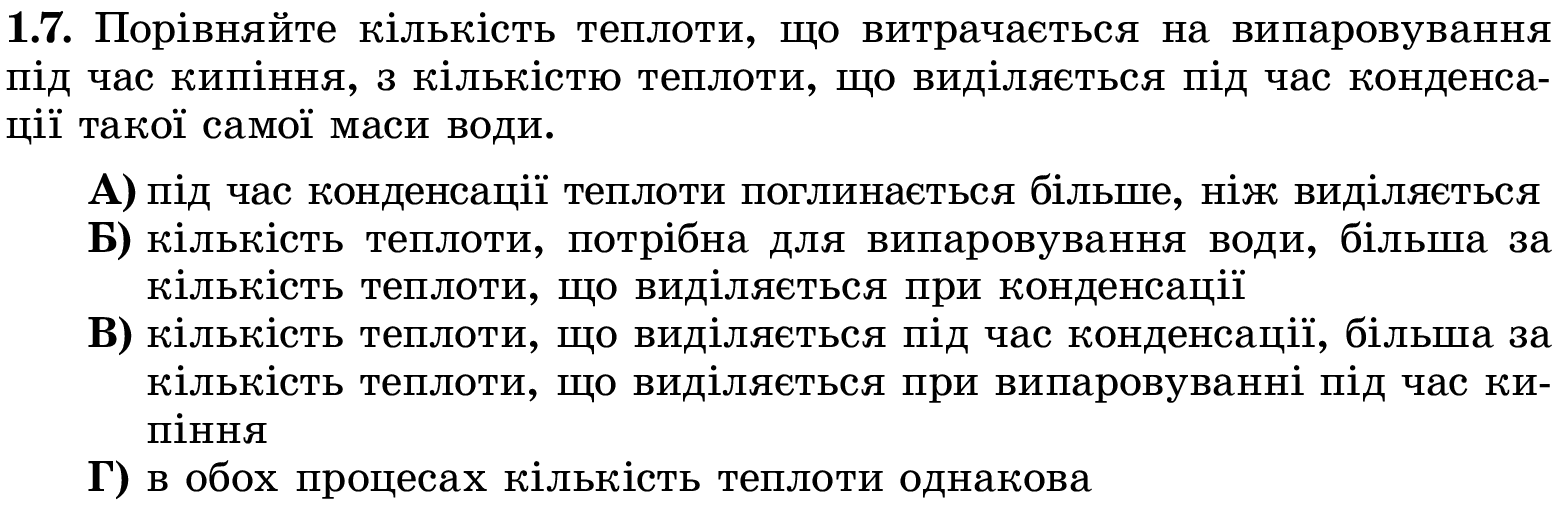 1.7. Порівняйте кількість теплоти, що витрачається на випаровування
під час кипіння, з кількістю теплоти, що виділяється під час конденса-
ції такої самої маси води.
А) під час конденсації теплоти поглинається більше, ніж виділяється
Б) кількість теплоти, потрібна для випаровування води, більша за
кількість теплоти, що виділяється при конденсації
В) кількість теплоти, що виділяється під час конденсації, більша за
кількість теплоти, що виділяється при випаровуванні під час ки-
піння
Г) в обох процесах кількість теплоти однакова